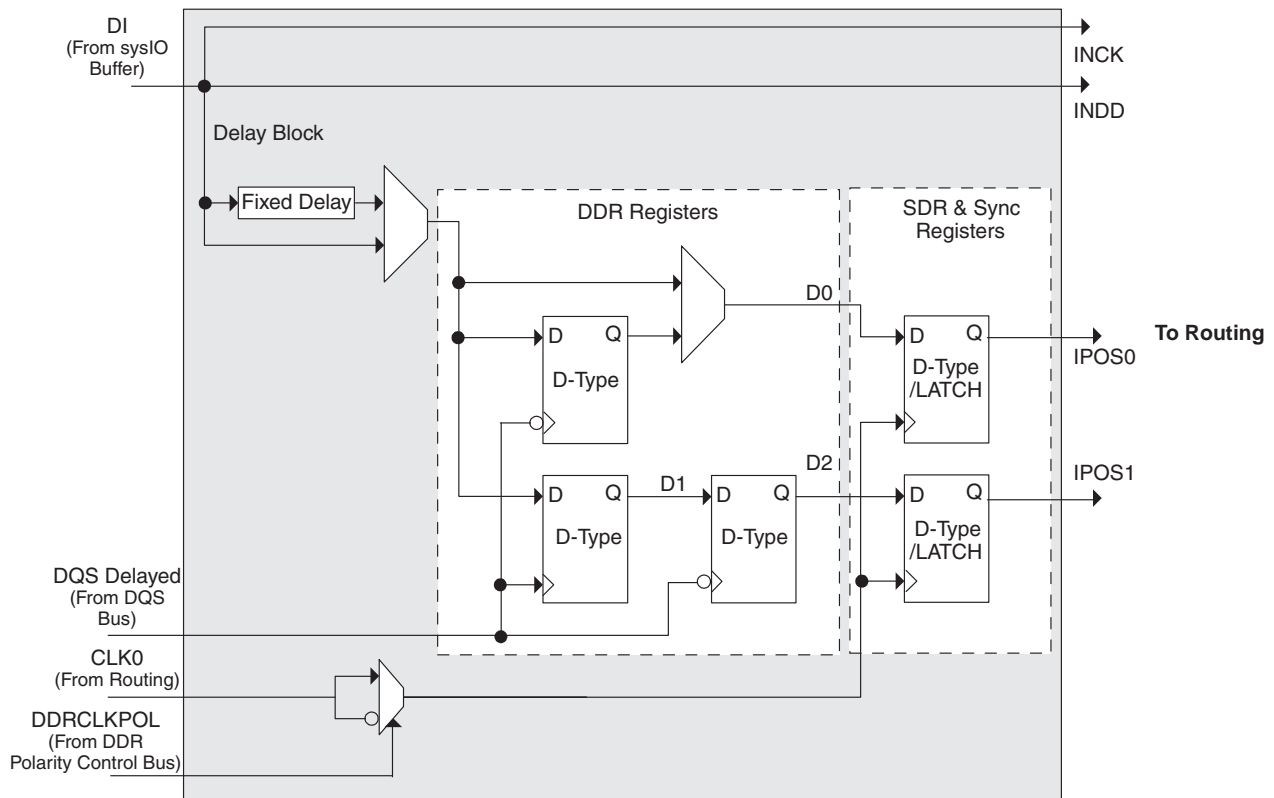 DI
(From sysIO
Buffer)
INCK
INDD
Delay Block
Fixed Delay
DDR Registers
SDR & Sync
Registers
D0
D Q
D-Type
D Q
D-Type
/LATCH
IPOS0
To Routing
D Q
D-Type
D1
D Q
D-Type
D2
D Q
D-Type
/LATCH
IPOS1
DQS Delayed
(From DQS
Bus)
CLK0
(From Routing)
DDRCLKPOL
(From DDR
Polarity Control Bus)